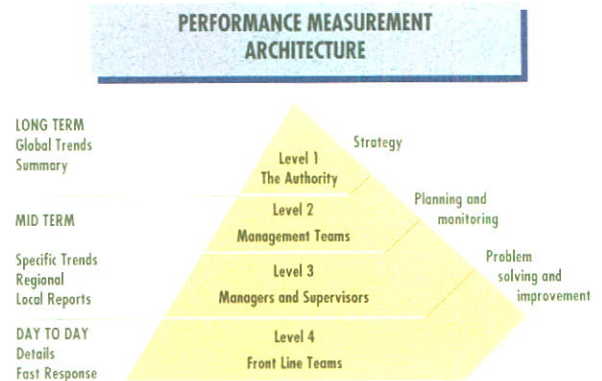 PERFORMANCE MEASUREMENT
ARCHITECTURE
LONG TERM
Global Trends
Summary
Level 1
The Authority
Strategy
MID TERM
Level 2
Management Teams
Planning and
monitoring
Specific Trends
Regional
Local Reports
Level 3
Managers and Supervisors
Problem
solving and
improvement
DAY TO DAY
Details
Fast Response
Level 4
Front Line Teams